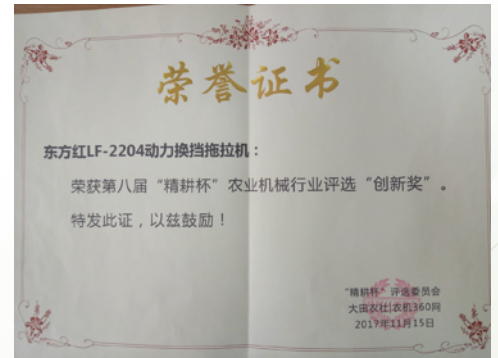 荣誉证书
东方红LF-2204动力换挡拖拉机：
荣获第八届“精耕杯”农业机械行业评选“创新奖”。
特发此证，以兹鼓励！
“精耕杯”评选委员会
大田农社|农机360网
2017年11月15日